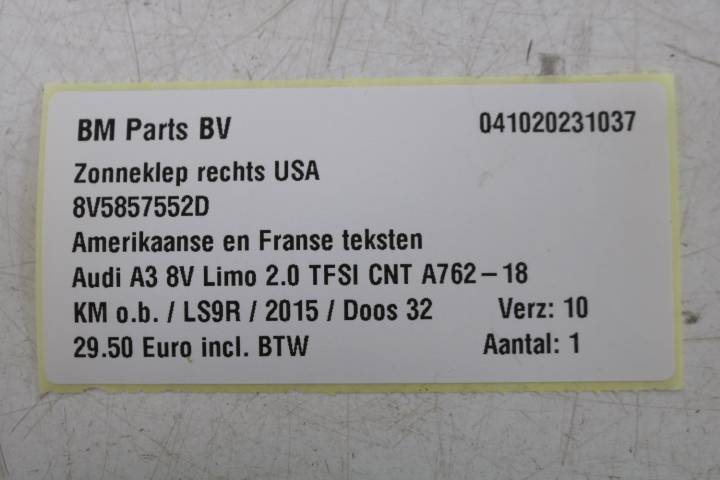 BM Parts BV 041020231037
Zonneklep rechts USA
8V5857552D
Amerikaanse en Franse teksten
Audi A3 8V Limo 2.0 TFSI CNT A762-18
KM o.b. / LS9R / 2015 / Doos 32 Verz: 10
29.50 Euro incl. BTW Aantal: 1